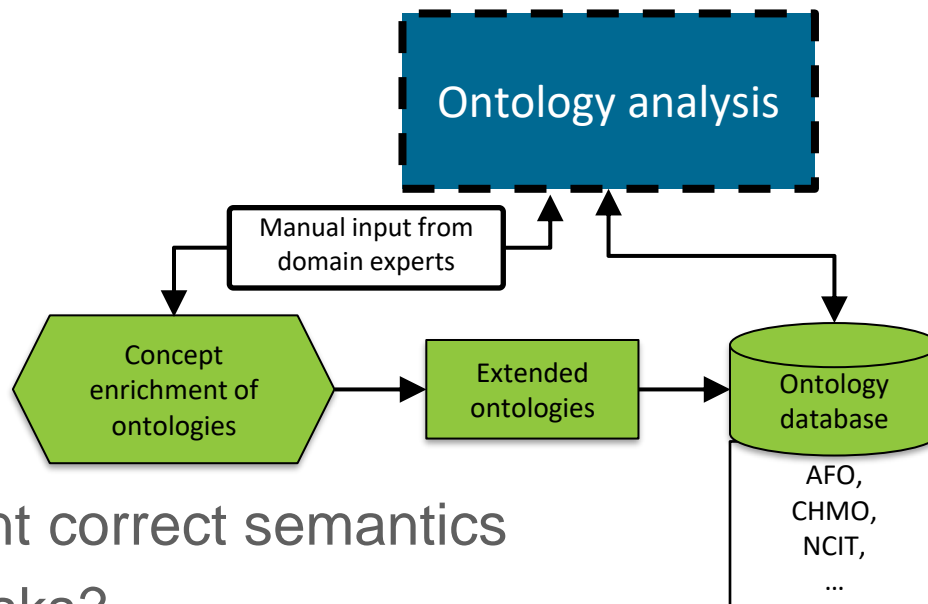 Ontology analysis
Manual input from
domain experts
Concept
enrichment of
ontologies
Extended
ontologies
Ontology
database
AFO,
CHMO,
NCIT,
…
correct semantics